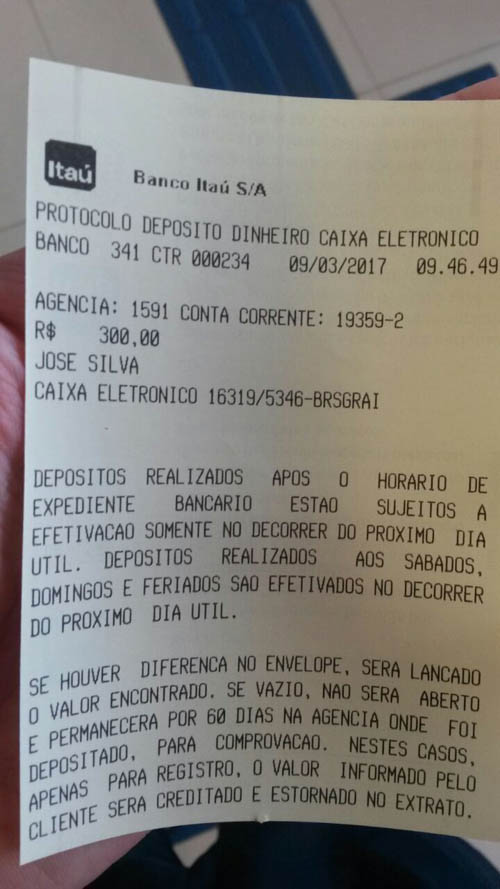 Itaú
Banco Itaú S/A
PROTOCOLO DEPOSITO DINHEIRO CAIXA ELETRONICO
BANCO 341 CTR 000234 09/03/2017 09.46.49
AGENCIA: 1591 CONTA CORRENTE: 19359-2
R$ 300,00
JOSE SILVA
CAIXA ELETRONICO 16319/5346-BRSGRAI
DEPOSITOS REALIZADOS APOS O HORARIO DE
EXPEDIENTE BANCARIO ESTAO SUJEITOS A
EFETIVACAO SOMENTE NO DECORRER DO PROXIMO DIA
UTIL. DEPOSITOS REALIZADOS AOS SABADOS,
DOMINGOS E FERIADOS SAO EFETIVADOS NO DECORRER
DO PROXIMO DIA UTIL.
SE HOUVER DIFERENCA NO ENVELOPE, SERA LANCADO
O VALOR ENCONTRADO. SE VAZIO, NAO SERA ABERTO
E PERMANECERA POR 60 DIAS NA AGENCIA ONDE FOI
DEPOSITADO, PARA COMPROVACAO. NESTES CASOS,
APENAS PARA REGISTRO, O VALOR INFORMADO PELO
CLIENTE SERA CREDITADO E ESTORNADO NO EXTRATO.